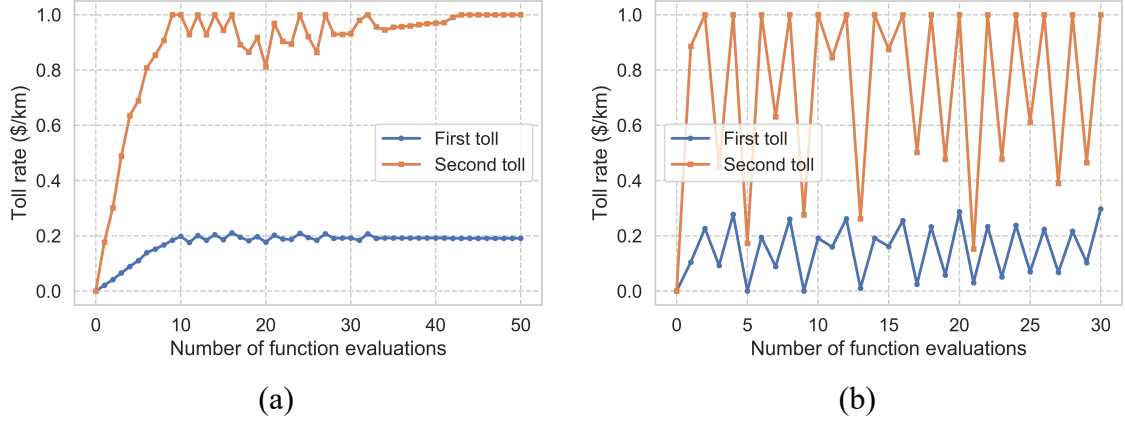 1.0
0.8
0.6
0.4
0.2
0.0
Toll rate ($/km)
First toll
Second toll
0 10 20 30 40 50
Number of function evaluations
(a)
1.0
0.8
0.6
0.4
0.2
0.0
Toll rate ($/km)
First toll
Second toll
0 5 10 15 20 25 30
Number of function evaluations
(b)